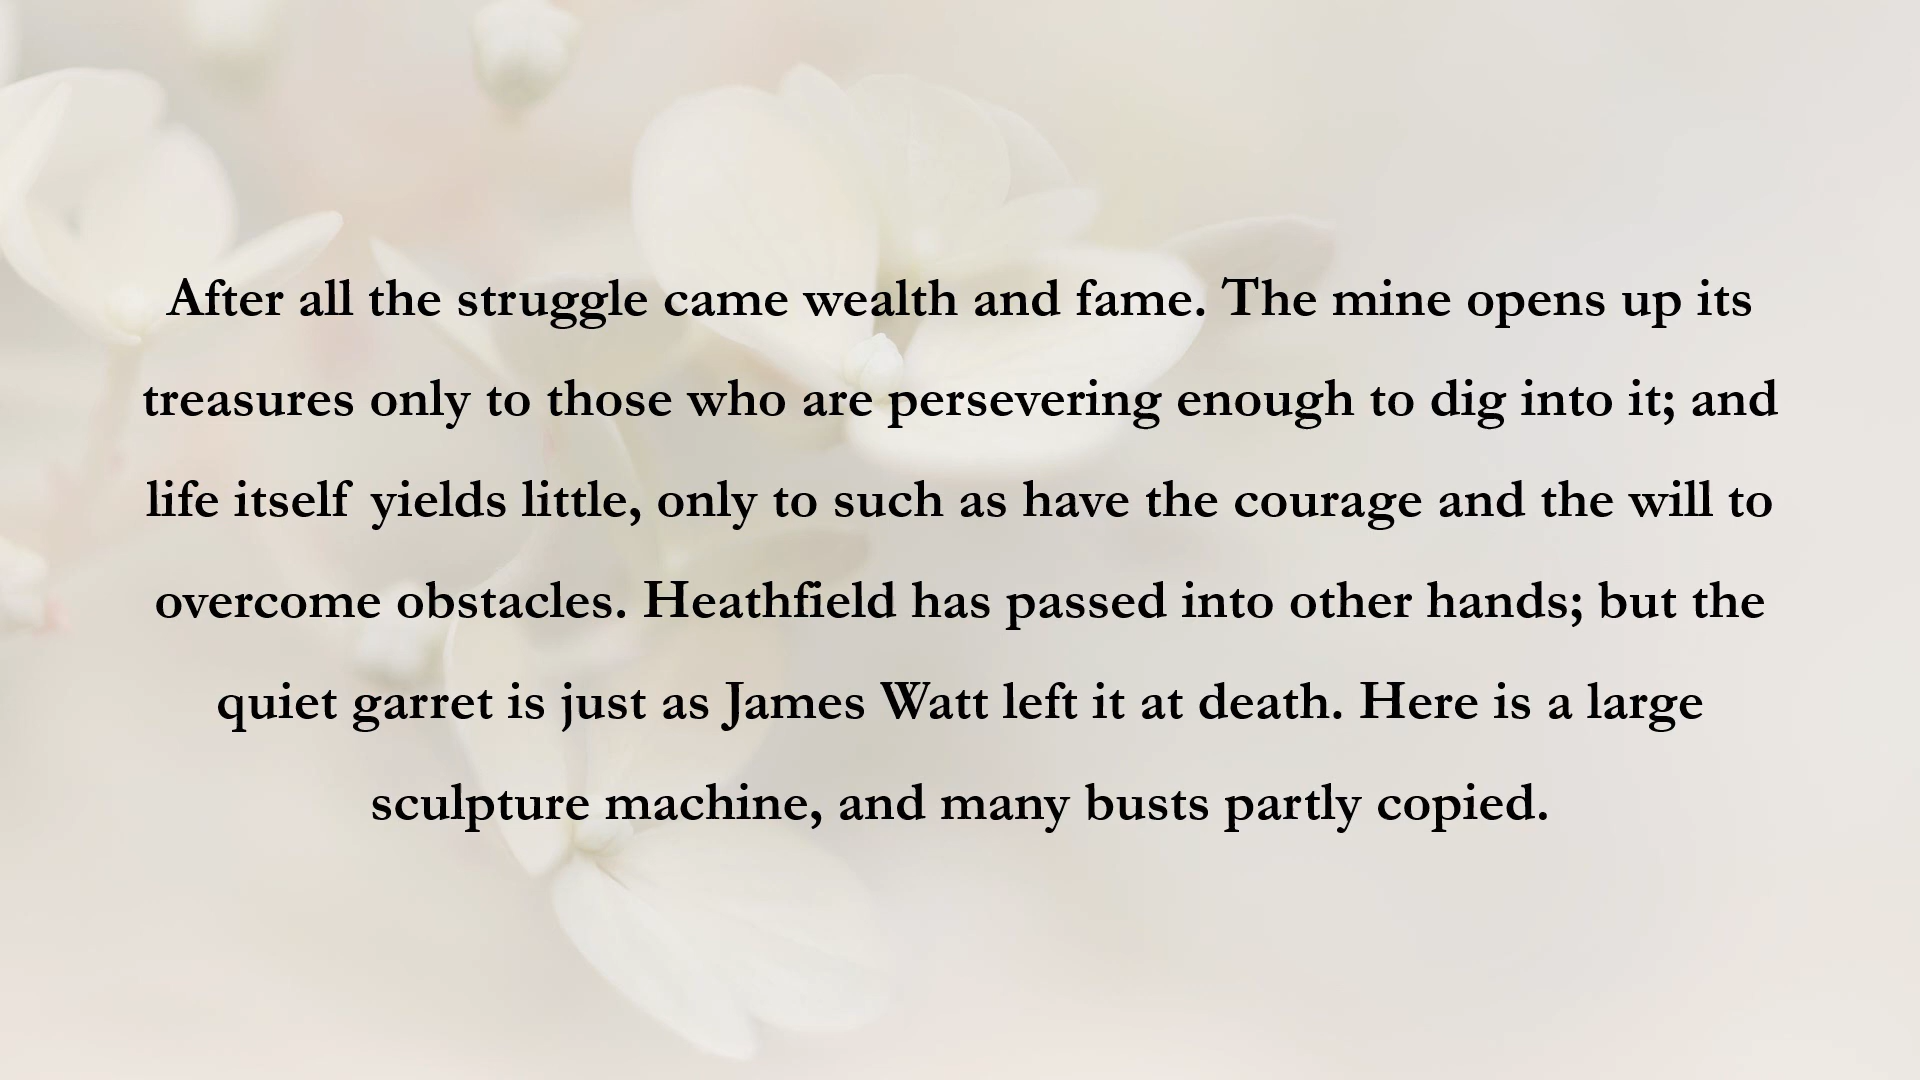 After all the struggle came wealth and fame. The mine opens up its
treasures only to those who are persevering enough to dig into it; and
life itself yields little, only to such as have the courage and the will to
overcome obstacles. Heathfield has passed into other hands; but the
quiet garret is just as James Watt left it at death. Here is a large
sculpture machine, and many busts partly copied.